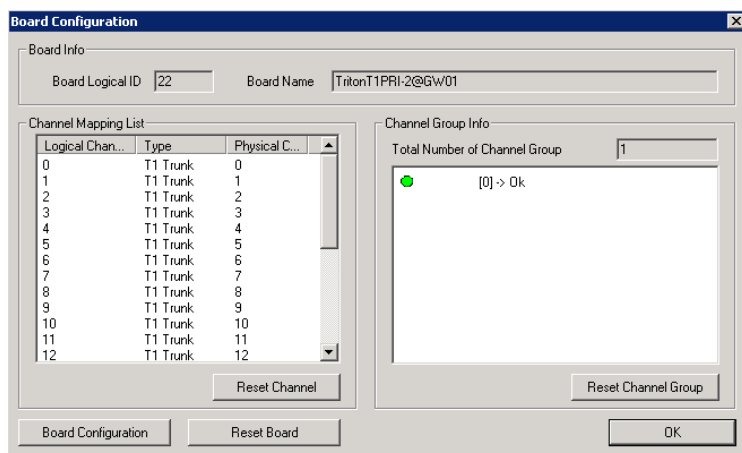 Board Configuration
Board Info
Board Logical ID 22 Board Name TritonT1PRI-2@GW01
Channel Mapping List
Logical Chan... Type Physical C...
0 T1 Trunk 0
1 T1 Trunk 1
2 T1 Trunk 2
3 T1 Trunk 3
4 T1 Trunk 4
5 T1 Trunk 5
6 T1 Trunk 6
7 T1 Trunk 7
8 T1 Trunk 8
9 T1 Trunk 9
10 T1 Trunk 10
11 T1 Trunk 11
12 T1 Trunk 12
Reset Channel
Channel Group Info
Total Number of Channel Group 1
[0] -> Ok
Reset Channel Group
Board Configuration Reset Board OK